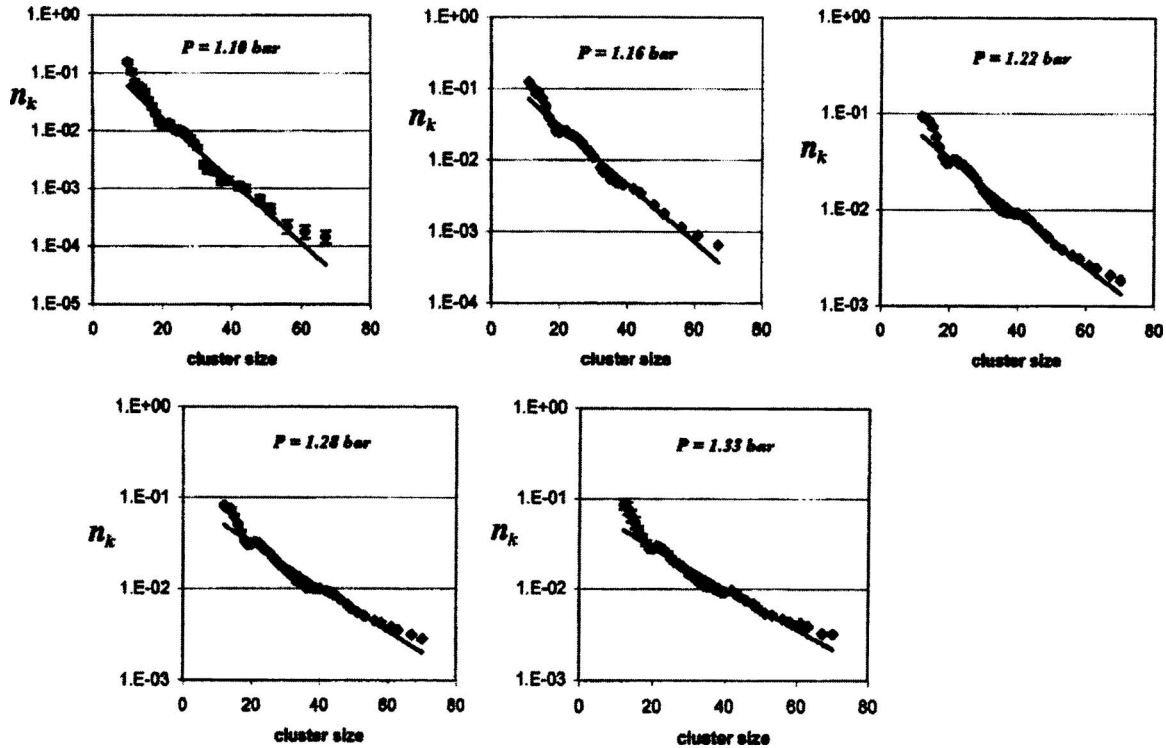 1.E+00
P = 1.10 bar
1.E-01
n_k
1.E-02
1.E-03
1.E-04
1.E-05
0 20 40 60 80
cluster size
1.E+00
P = 1.16 bar
1.E-01
n_k
1.E-02
1.E-03
1.E-04
0 20 40 60 80
cluster size
1.E+00
P = 1.22 bar
1.E-01
n_k
1.E-02
1.E-03
0 20 40 60 80
cluster size
1.E+00
P = 1.28 bar
1.E-01
n_k
1.E-02
1.E-03
0 20 40 60 80
cluster size
1.E+00
P = 1.33 bar
1.E-01
n_k
1.E-02
1.E-03
0 20 40 60 80
cluster size